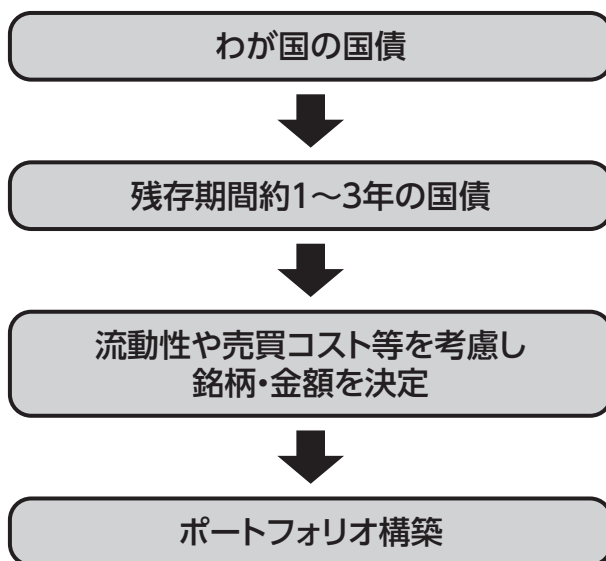 わが国の国債
残存期間約1〜3年の国債
流動性や売買コスト等を考慮し
銘柄・金額を決定
ポートフォリオ構築